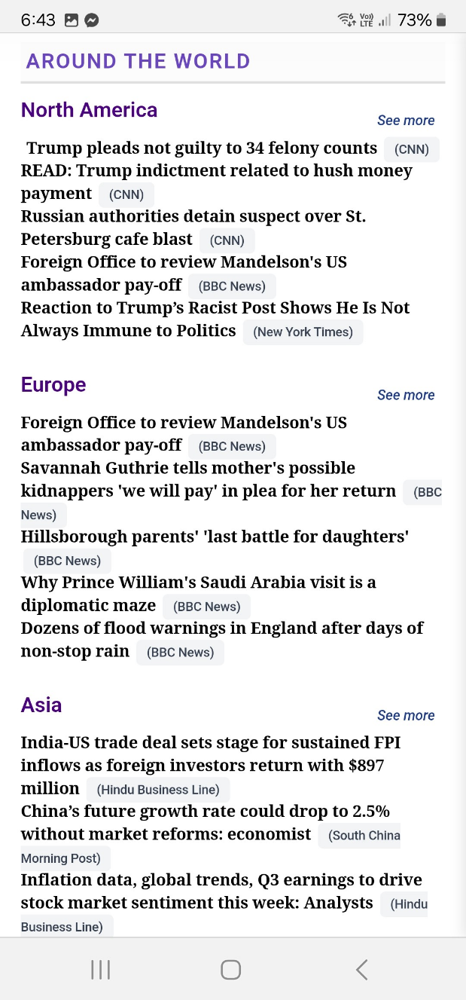 6:43 Vo)) LTE 73%
AROUND THE WORLD
North America
See more
Trump pleads not guilty to 34 felony counts (CNN)
READ: Trump indictment related to hush money
payment (CNN)
Russian authorities detain suspect over St.
Petersburg cafe blast (CNN)
Foreign Office to review Mandelson's US
ambassador pay-off (BBC News)
Reaction to Trump’s Racist Post Shows He Is Not
Always Immune to Politics (New York Times)
Europe
See more
Foreign Office to review Mandelson's US
ambassador pay-off (BBC News)
Savannah Guthrie tells mother's possible
kidnappers 'we will pay' in plea for her return (BBC
News)
Hillsborough parents' 'last battle for daughters'
(BBC News)
Why Prince William's Saudi Arabia visit is a
diplomatic maze (BBC News)
Dozens of flood warnings in England after days of
non-stop rain (BBC News)
Asia
See more
India-US trade deal sets stage for sustained FPI
inflows as foreign investors return with $897
million (Hindu Business Line)
China’s future growth rate could drop to 2.5%
without market reforms: economist (South China
Morning Post)
Inflation data, global trends, Q3 earnings to drive
stock market sentiment this week: Analysts (Hindu
Business Line)